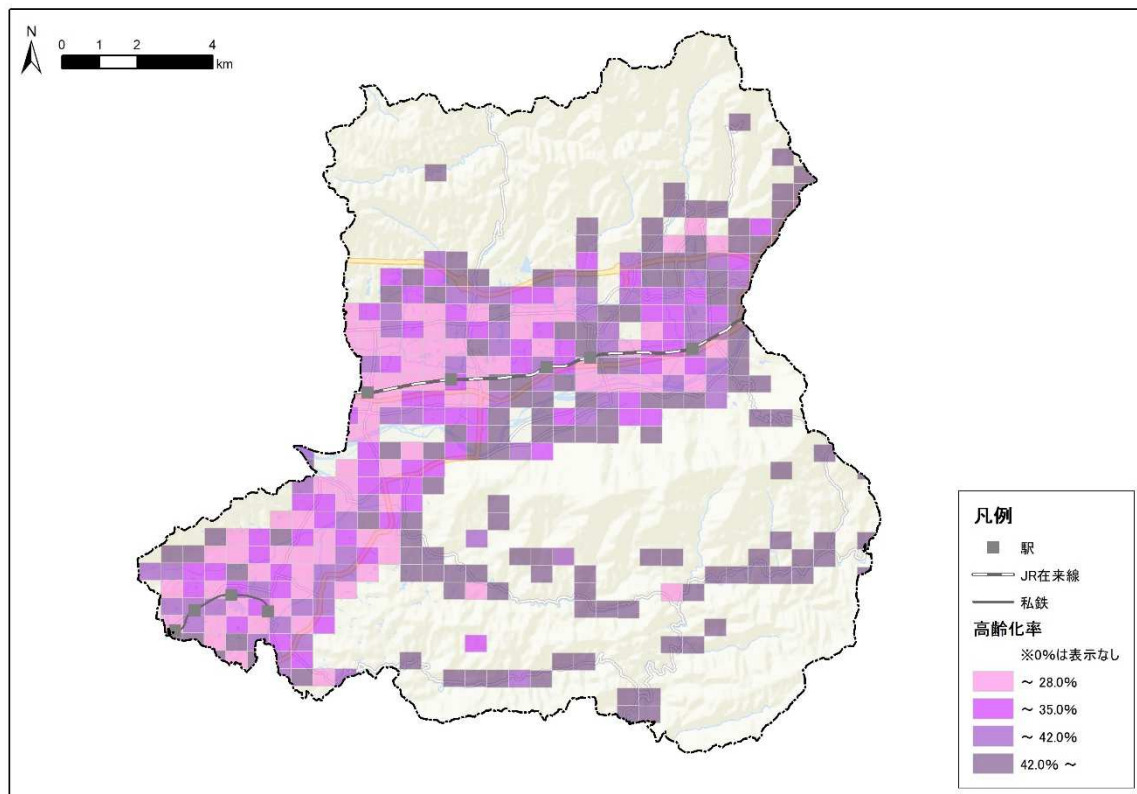 N
0 1 2 4
km
凡例
駅
JR在来線
私鉄
高齢化率
※0%は表示なし
~ 28.0%
~ 35.0%
~ 42.0%
42.0% ~